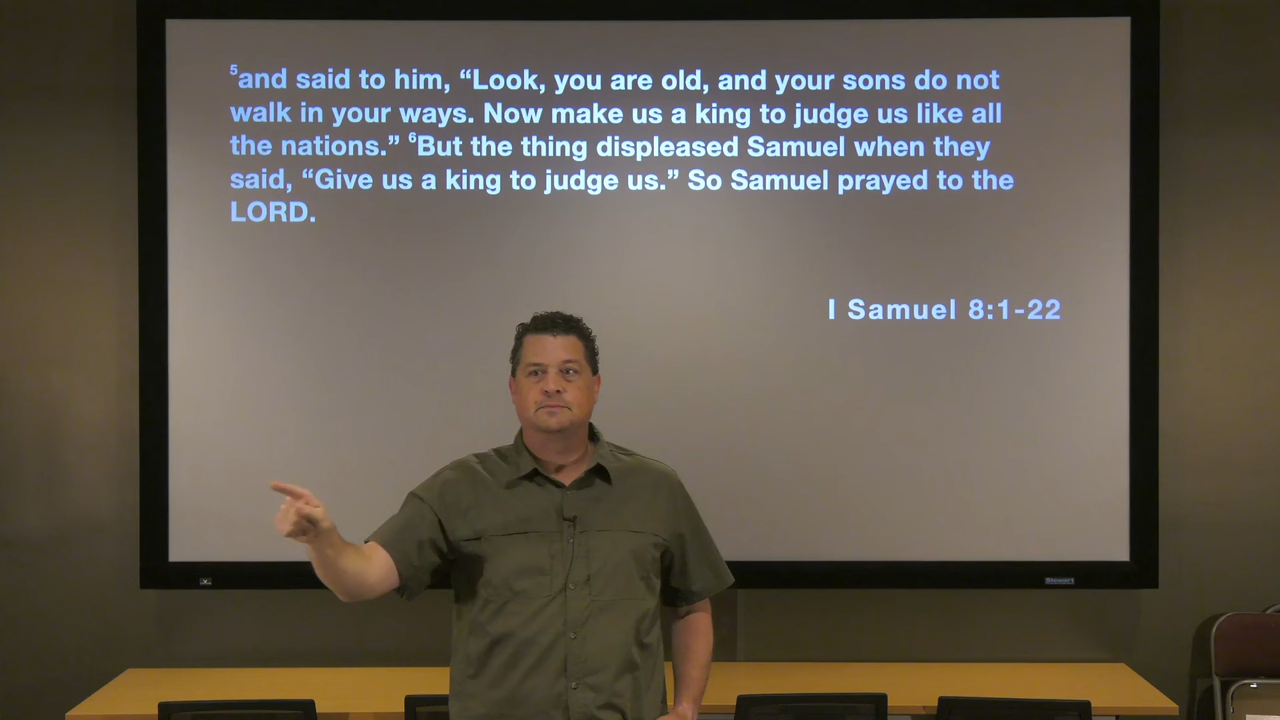 5and said to him, “Look, you are old, and your sons do not
walk in your ways. Now make us a king to judge us like all
the nations.” 6But the thing displeased Samuel when they
said, “Give us a king to judge us.” So Samuel prayed to the
LORD.
I Samuel 8:1-22
Stewart